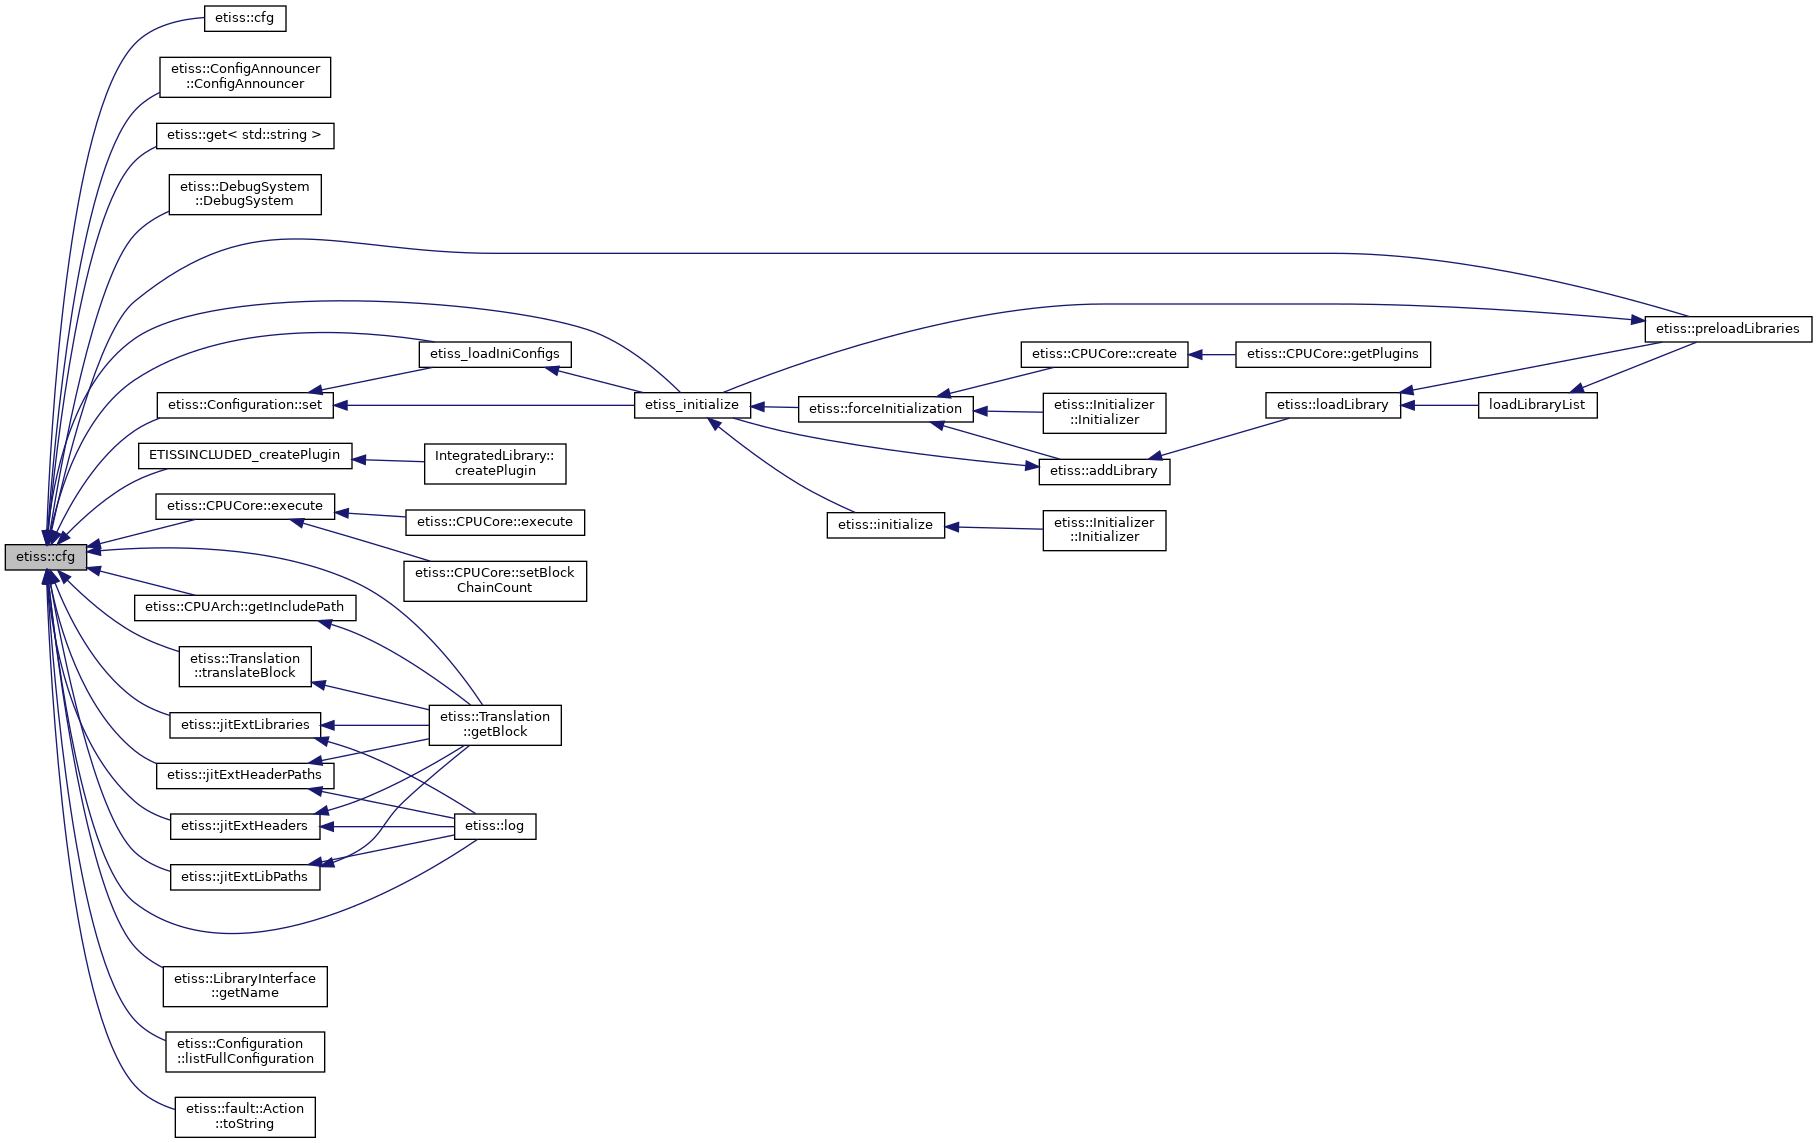 etiss::cfg
etiss::ConfigAnnouncer
::ConfigAnnouncer
etiss::get< std::string >
etiss::DebugSystem
::DebugSystem
etiss::preloadLibraries
etiss_loadIniConfigs
etiss::CPUCore::create
etiss::CPUCore::getPlugins
etiss::Configuration::set
etiss_initialize
etiss::forceInitialization
etiss::Initializer
::Initializer
etiss::loadLibrary
loadLibraryList
ETISSINCLUDED_createPlugin
IntegratedLibrary::
createPlugin
etiss::addLibrary
etiss::CPUCore::execute
etiss::CPUCore::execute
etiss::initialize
etiss::Initializer
::Initializer
etiss::cfg
etiss::CPUCore::setBlock
ChainCount
etiss::CPUArch::getIncludePath
etiss::Translation
::translateBlock
etiss::jitExtLibraries
etiss::Translation
::getBlock
etiss::jitExtHeaderPaths
etiss::jitExtHeaders
etiss::log
etiss::jitExtLibPaths
etiss::LibraryInterface
::getName
etiss::Configuration
::listFullConfiguration
etiss::fault::Action
::toString